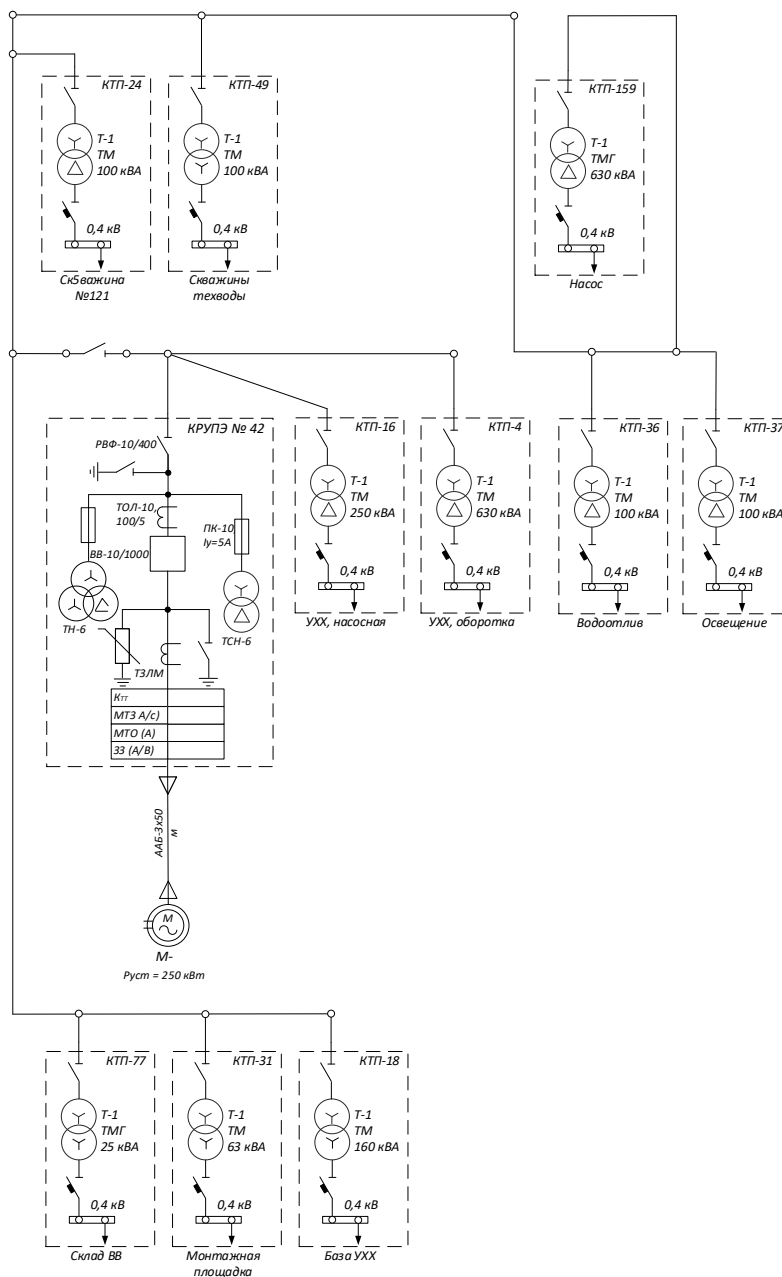 КТП-24
Т-1
ТМ
100 кВА
0,4 кВ
Ск5важина
№121
КТП-49
Т-1
ТМ
100 кВА
0,4 кВ
Скважины
техводы
КТП-159
Т-1
ТМГ
630 кВА
0,4 кВ
Насос
КРУПЭ № 42
РВФ-10/400
ТОЛ-10,
100/5
ПК-10,
Iу=5А
ВВ-10/1000
ТН-6
ТСН-6
ТЗЛМ
Ктт
МТЗ А/с)
МТО (А)
ЗЗ (А/В)
ААБ-3х50
м
М
М-
Руст = 250 кВт
КТП-16
Т-1
ТМ
250 кВА
0,4 кВ
УХХ, насосная
КТП-4
Т-1
ТМ
630 кВА
0,4 кВ
УХХ, оборотка
КТП-36
Т-1
ТМ
100 кВА
0,4 кВ
Водоотлив
КТП-37
Т-1
ТМ
100 кВА
0,4 кВ
Освещение
КТП-77
Т-1
ТМГ
25 кВА
0,4 кВ
Склад ВВ
КТП-31
Т-1
ТМ
63 кВА
0,4 кВ
Монтажная
площадка
КТП-18
Т-1
ТМ
160 кВА
0,4 кВ
База УХХ